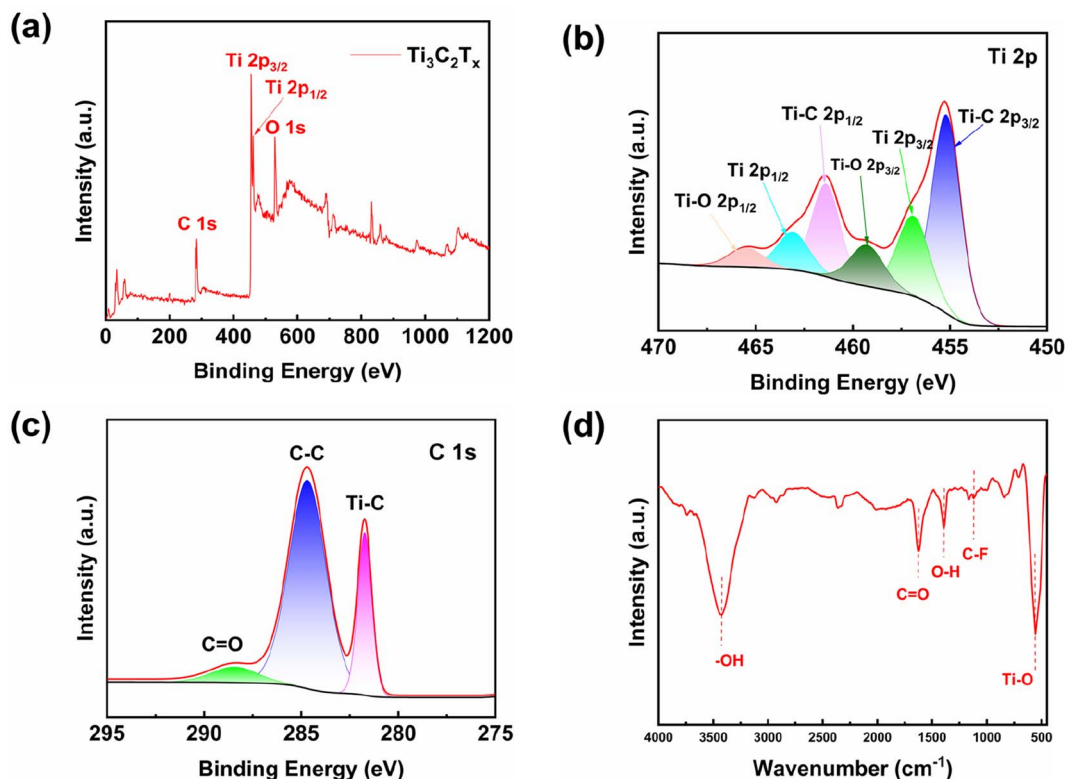 (a)
Ti₃C₂Tₓ
Ti 2p₃/₂
Ti 2p₁/₂
O 1s
C 1s
Intensity (a.u.)
0 200 400 600 800 1000 1200
Binding Energy (eV)
(b)
Ti 2p
Ti-C 2p₁/₂
Ti 2p₃/₂
Ti-C 2p₃/₂
Ti-O 2p₃/₂
Ti 2p₁/₂
Ti-O 2p₁/₂
Intensity (a.u.)
470 465 460 455 450
Binding Energy (eV)
(c)
C 1s
C-C
Ti-C
C=O
Intensity (a.u.)
295 290 285 280 275
Binding Energy (eV)
(d)
C-F
O-H
C=O
-OH
Ti-O
Intensity (a.u.)
4000 3500 3000 2500 2000 1500 1000 500
Wavenumber (cm⁻¹)